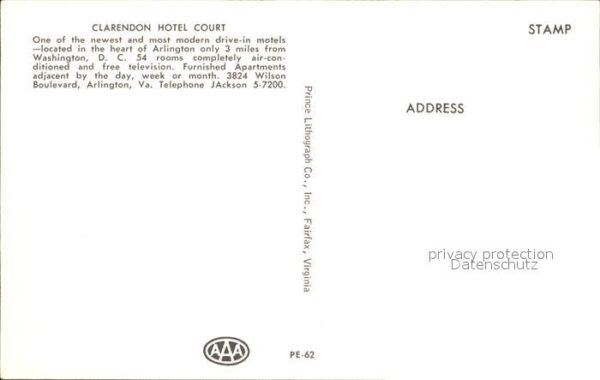 CLARENDON HOTEL COURT
One of the newest and most modern drive-in motels
—located in the heart of Arlington only 3 miles from
Washington, D. C. 54 rooms completely air-con-
ditioned and free television. Furnished Apartments
adjacent by the day, week or month. 3824 Wilson
Boulevard, Arlington, Va. Telephone JAckson 5-7200.
STAMP
ADDRESS
Prince Lithograph Co., Inc., Fairfax, Virginia
privacy protection
Datenschutz
AAA
PE-62